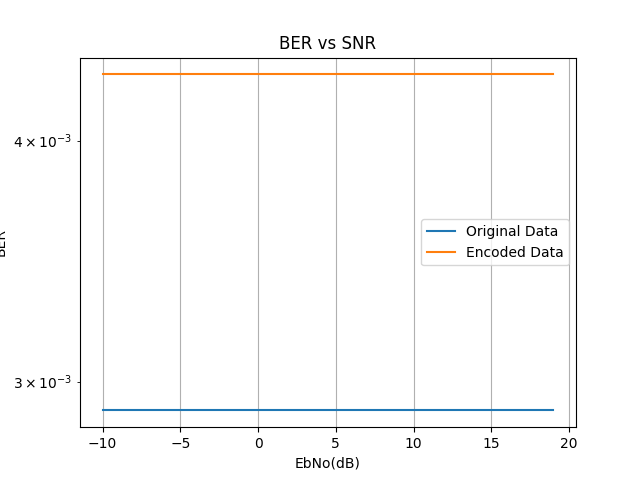 BER vs SNR
4 × 10⁻³
BER
3 × 10⁻³
Original Data
Encoded Data
−10 −5 0 5 10 15 20
EbNo(dB)